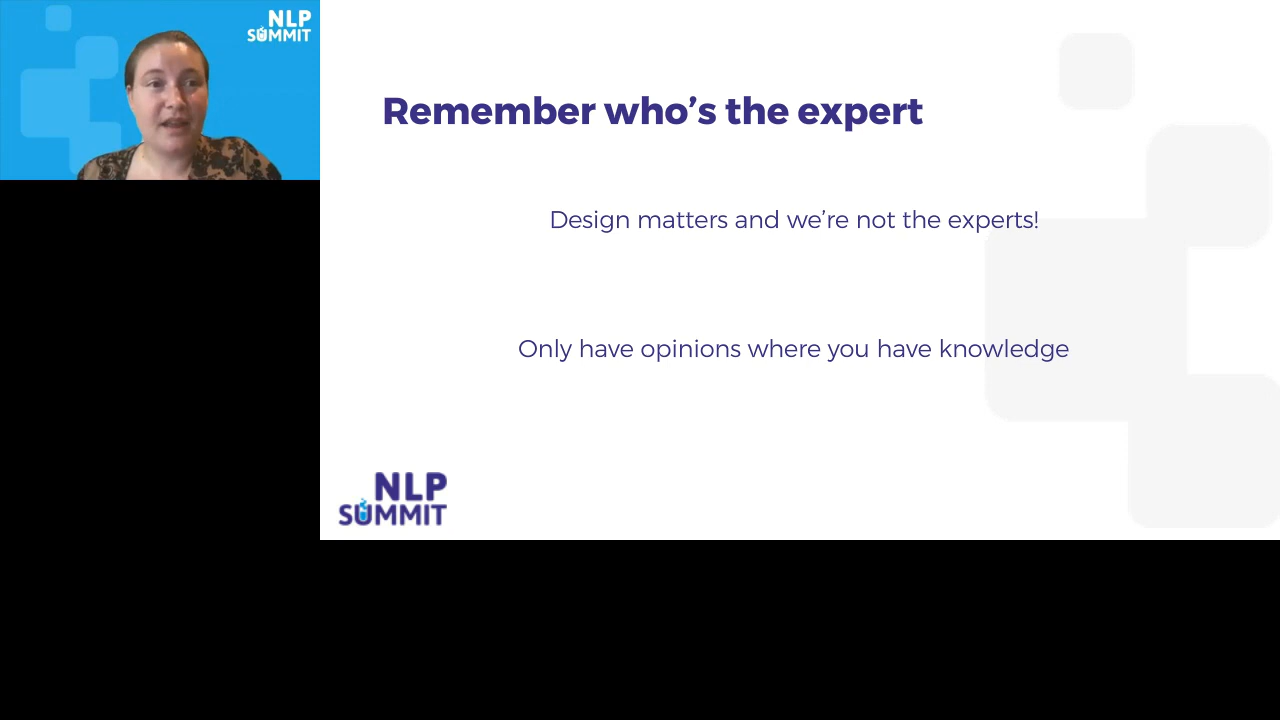 NLP
SUMMIT
Remember who’s the expert
Design matters and we’re not the experts!
Only have opinions where you have knowledge
NLP
SUMMIT